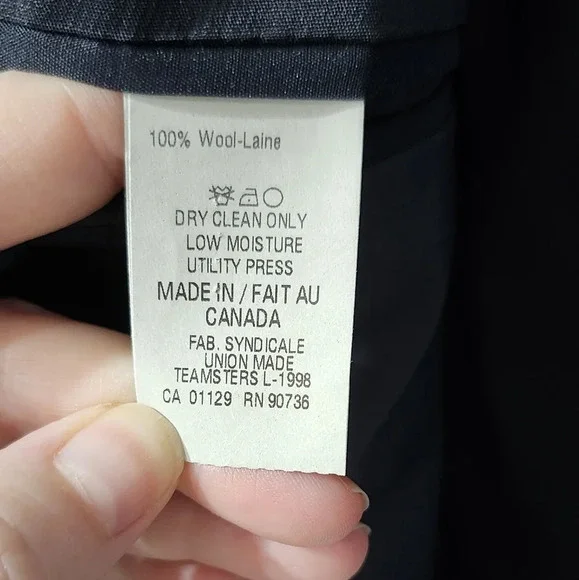 100% Wool-Laine
DRY CLEAN ONLY
LOW MOISTURE
UTILITY PRESS
MADE IN / FAIT AU
CANADA
FAB. SYNDICALE
UNION MADE
TEAMSTERS L-1998
CA 01129 RN 90736